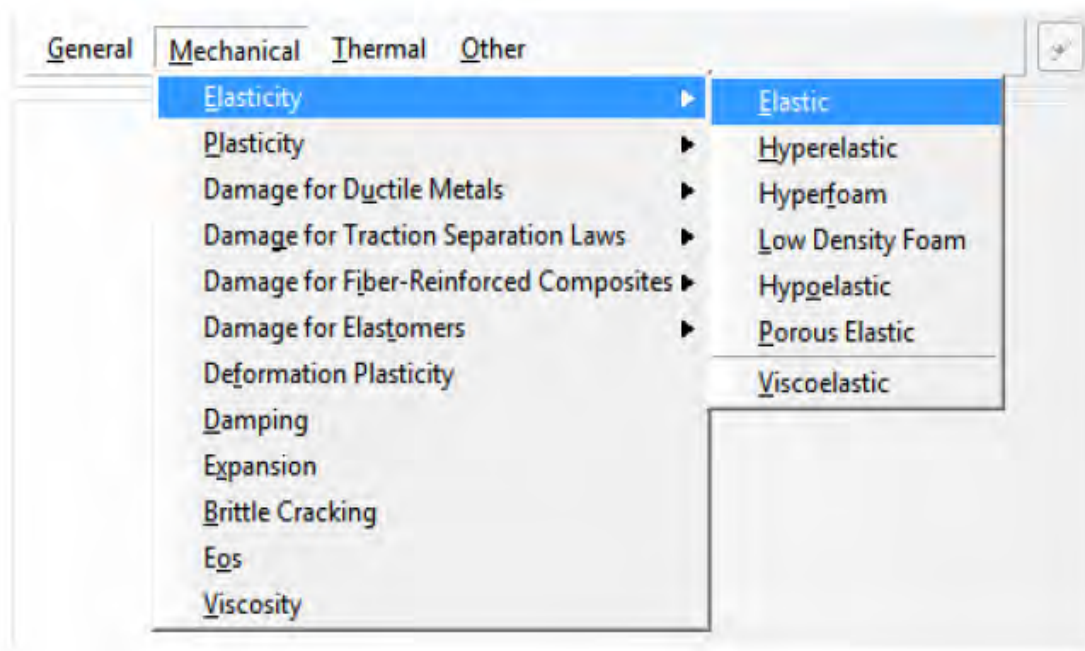 General Mechanical Thermal Other
Elasticity
Plasticity
Damage for Ductile Metals
Damage for Traction Separation Laws
Damage for Fiber-Reinforced Composites
Damage for Elastomers
Deformation Plasticity
Damping
Expansion
Brittle Cracking
Eos
Viscosity
Elastic
Hyperelastic
Hyperfoam
Low Density Foam
Hypoelastic
Porous Elastic
Viscoelastic